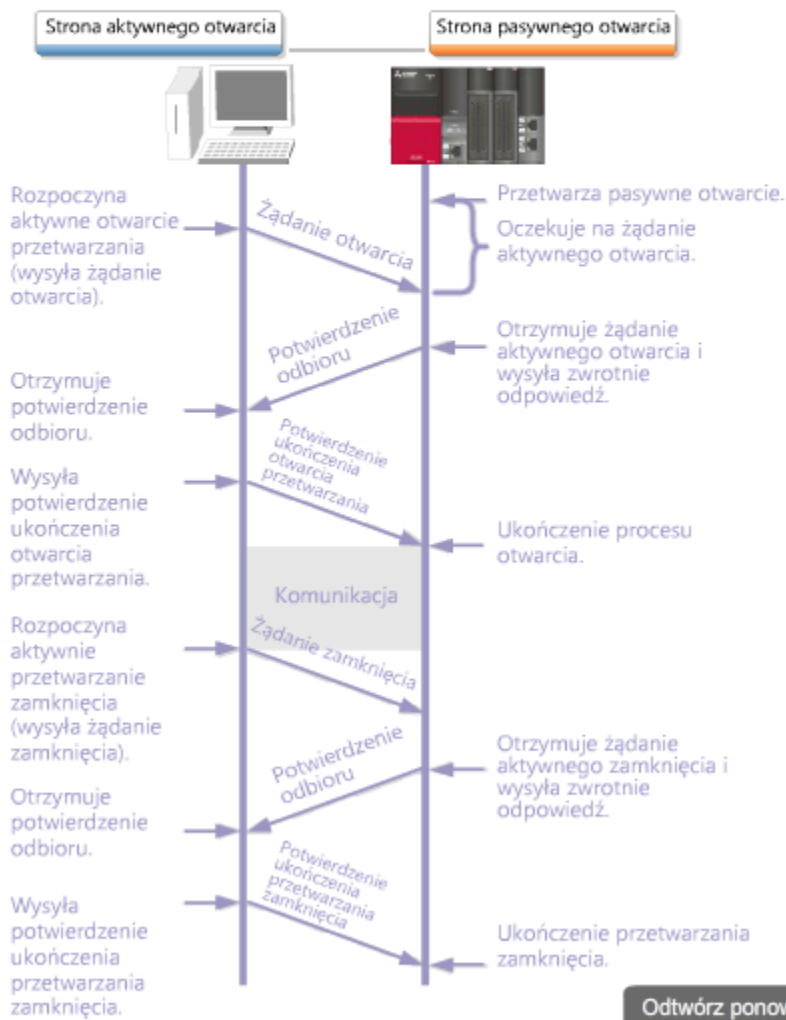 Strona aktywnego otwarcia
Strona pasywnego otwarcia
Rozpoczyna
aktywne otwarcie
przetwarzania
(wysyła żądanie
otwarcia).
Żądanie otwarcia
Przetwarza pasywne otwarcie.
Oczekuje na żądanie
aktywnego otwarcia.
Potwierdzenie
odbioru
Otrzymuje żądanie
aktywnego otwarcia i
wysyła zwrotnie
odpowiedź.
Otrzymuje
potwierdzenie
odbioru.
Wysyła
potwierdzenie
ukończenia
otwarcia
przetwarzania.
Potwierdzenie
ukończenia
otwarcia
przetwarzania
Ukończenie procesu
otwarcia.
Komunikacja
Rozpoczyna
aktywnie
przetwarzanie
zamknięcia
(wysyła żądanie
zamknięcia).
Żądanie zamknięcia
Potwierdzenie
odbioru
Otrzymuje żądanie
aktywnego zamknięcia i
wysyła zwrotnie
odpowiedź.
Otrzymuje
potwierdzenie
odbioru.
Wysyła
potwierdzenie
ukończenia
przetwarzania
zamknięcia.
Potwierdzenie
ukończenia
przetwarzania
zamknięcia
Ukończenie przetwarzania
zamknięcia.
Odtwórz ponow